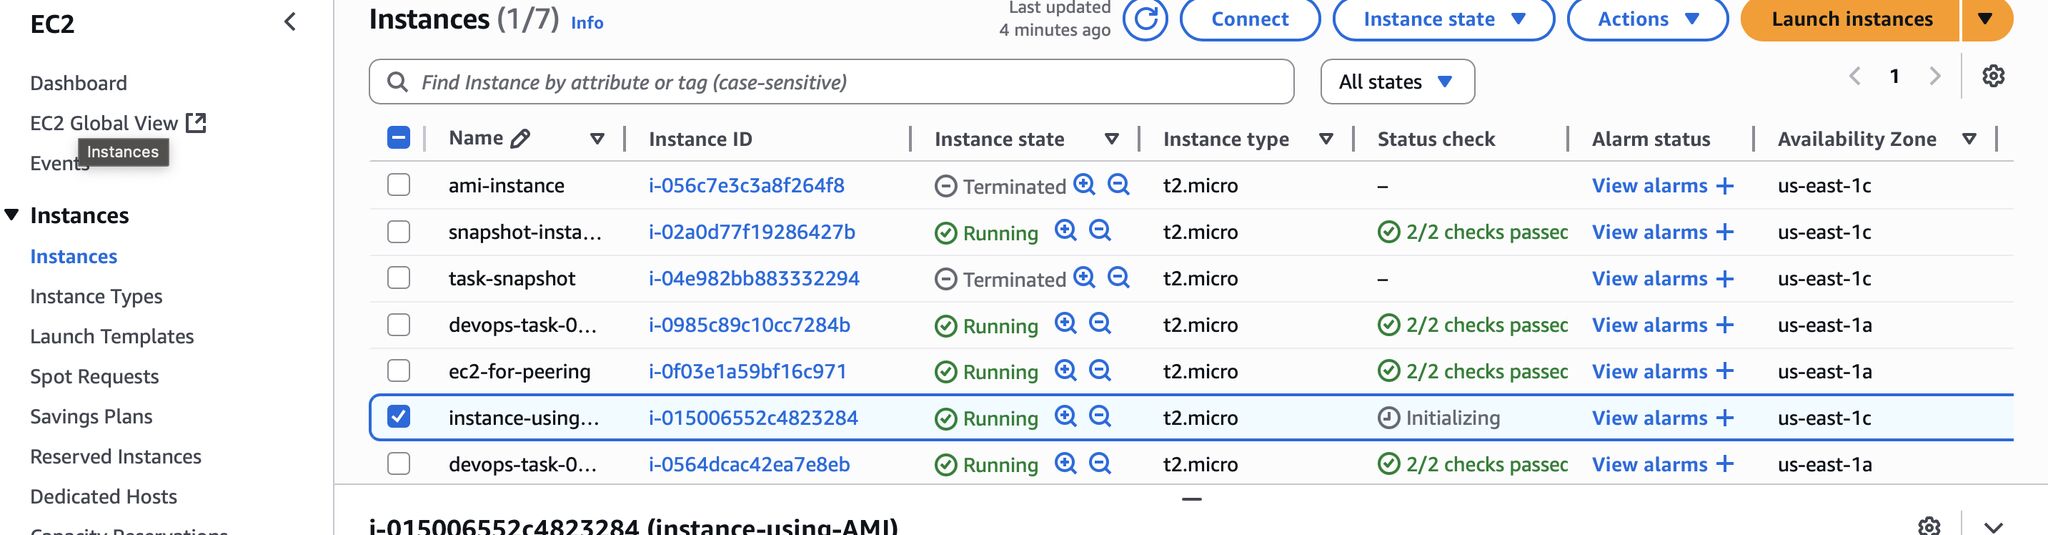 EC2
Dashboard
EC2 Global View
Instances
Events
Instances
Instances
Instance Types
Launch Templates
Spot Requests
Savings Plans
Reserved Instances
Dedicated Hosts
Capacity Reservations
Instances (1/7) Info
Last updated
4 minutes ago
Connect
Instance state
Actions
Launch instances
Find Instance by attribute or tag (case-sensitive)
All states
1
Name Instance ID Instance state Instance type Status check Alarm status Availability Zone
ami-instance i-056c7e3c3a8f264f8 Terminated t2.micro – View alarms + us-east-1c
snapshot-insta... i-02a0d77f19286427b Running t2.micro 2/2 checks passec View alarms + us-east-1c
task-snapshot i-04e982bb883332294 Terminated t2.micro – View alarms + us-east-1c
devops-task-0... i-0985c89c10cc7284b Running t2.micro 2/2 checks passec View alarms + us-east-1a
ec2-for-peering i-0f03e1a59bf16c971 Running t2.micro 2/2 checks passec View alarms + us-east-1a
instance-using... i-015006552c4823284 Running t2.micro Initializing View alarms + us-east-1c
devops-task-0... i-0564dcac42ea7e8eb Running t2.micro 2/2 checks passec View alarms + us-east-1a
i-015006552c4823284 (instance-using-AMI)